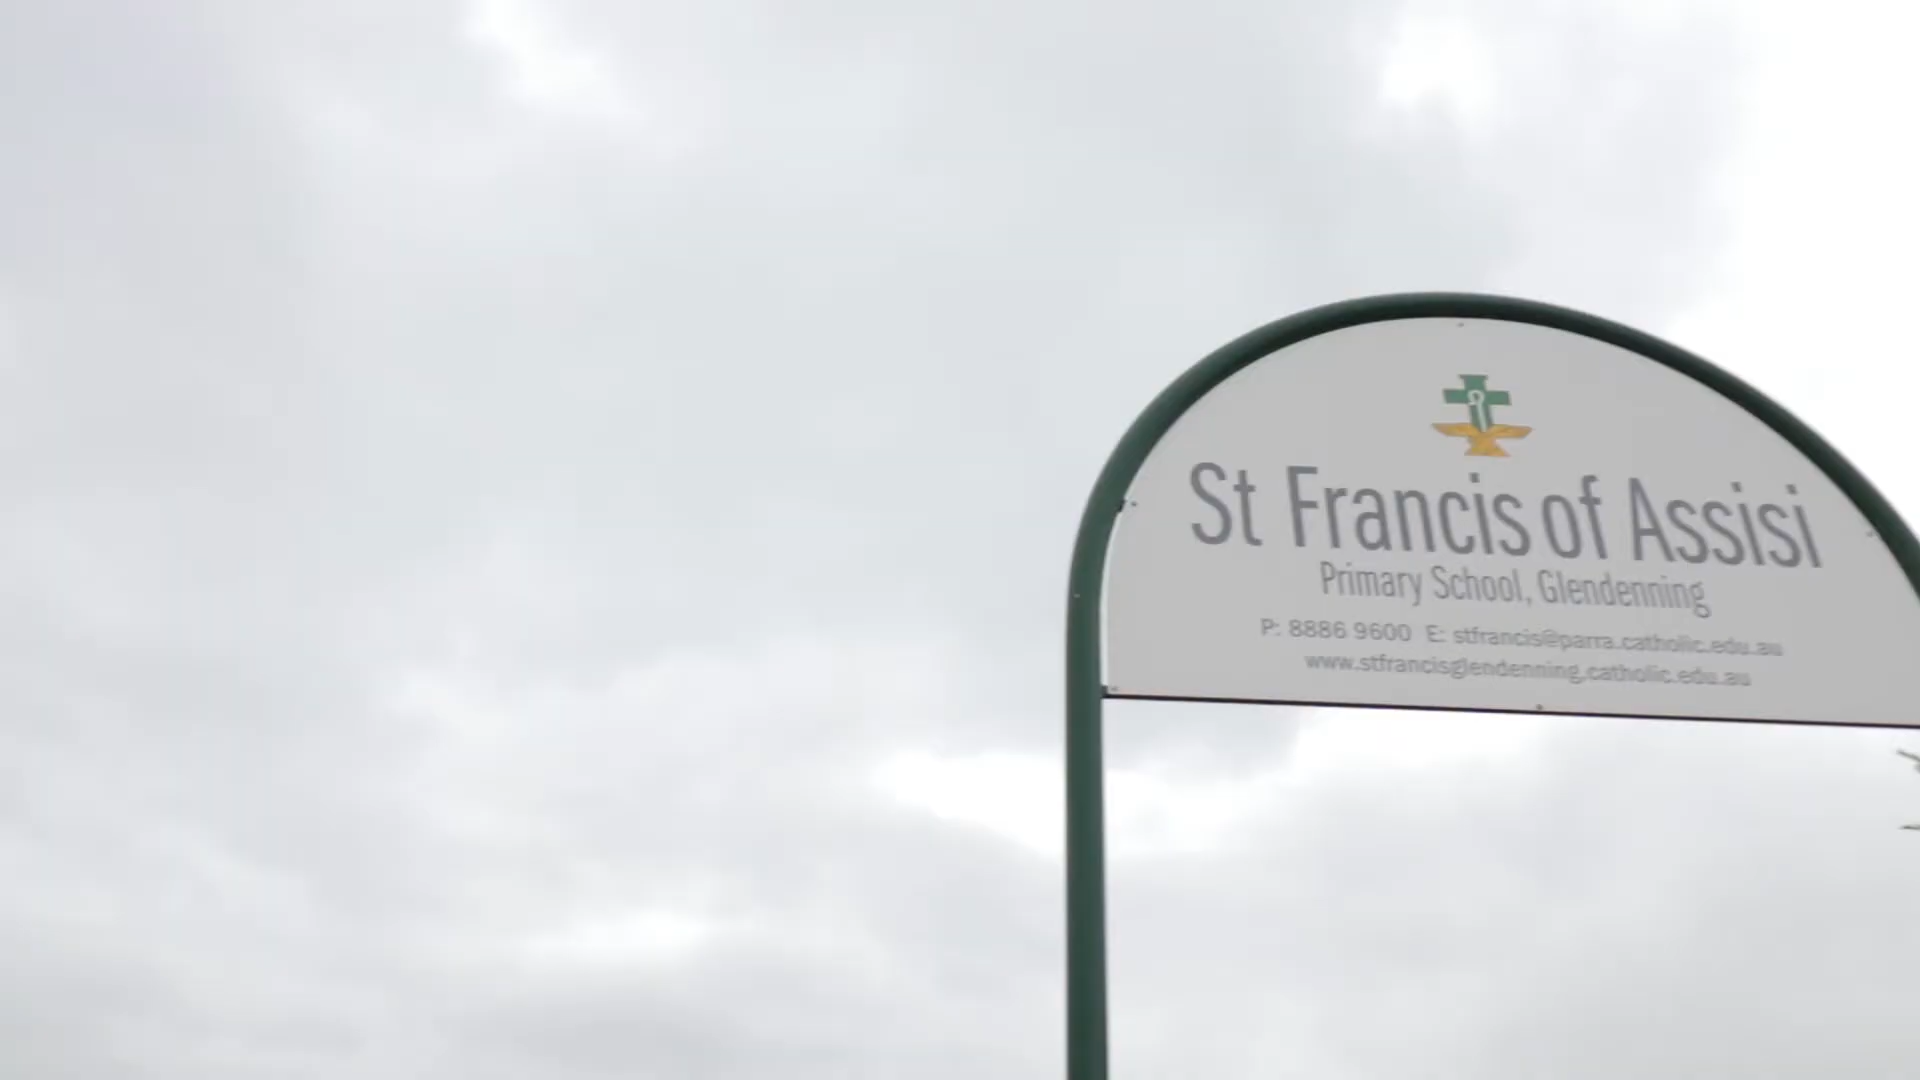 St Francis of Assisi
Primary School, Glendenning
P: 8886 9600 E: stfrancis@parra.catholic.edu.au
www.stfrancisglendenning.catholic.edu.au